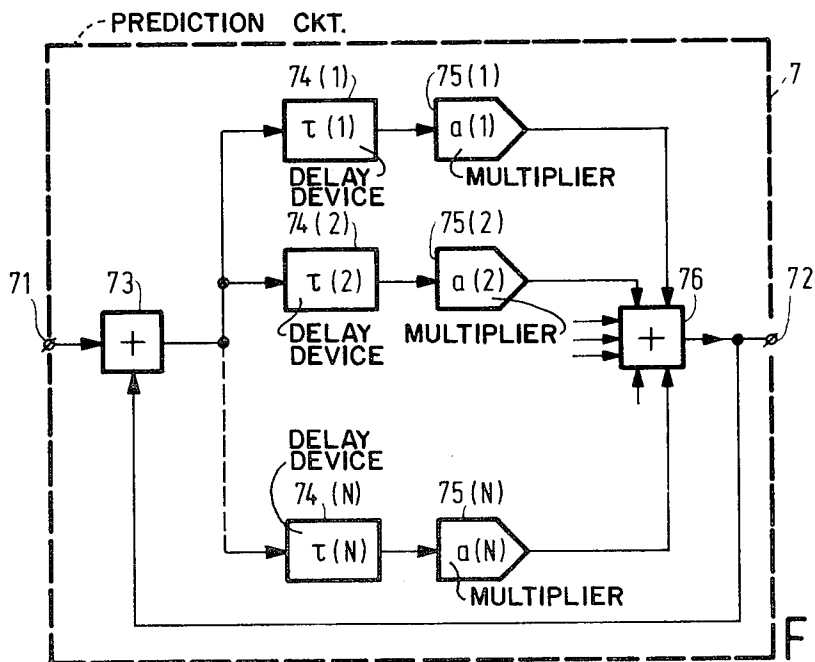 PREDICTION CKT.
74(1)
75(1)
7
τ(1)
a(1)
DELAY
DEVICE
MULTIPLIER
74(2)
75(2)
71
73
τ(2)
a(2)
76
72
+
DELAY
DEVICE
MULTIPLIER
+
DELAY
DEVICE
74(N)
75(N)
τ(N)
a(N)
MULTIPLIER
F